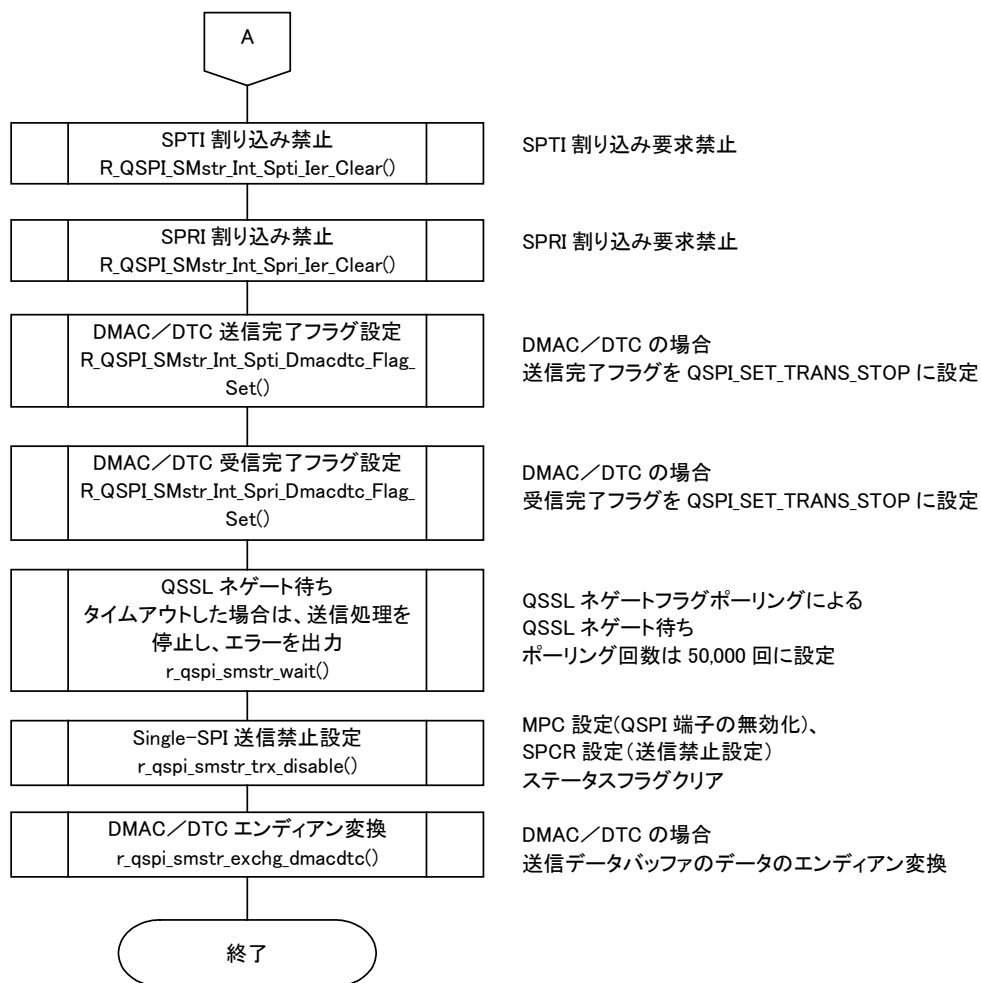 A
SPTI 割り込み禁止
R_QSPI_SMstr_Int_Spti_Ier_Clear()
SPTI 割り込み要求禁止
SPRI 割り込み禁止
R_QSPI_SMstr_Int_Spri_Ier_Clear()
SPRI 割り込み要求禁止
DMAC／DTC 送信完了フラグ設定
R_QSPI_SMstr_Int_Spti_Dmacdtc_Flag_
Set()
DMAC／DTC の場合
送信完了フラグを QSPI_SET_TRANS_STOP に設定
DMAC／DTC 受信完了フラグ設定
R_QSPI_SMstr_Int_Spri_Dmacdtc_Flag_
Set()
DMAC／DTC の場合
受信完了フラグを QSPI_SET_TRANS_STOP に設定
QSSL ネゲート待ち
タイムアウトした場合は、送信処理を
停止し、エラーを出力
r_qspi_smstr_wait()
QSSL ネゲートフラグポーリングによる
QSSL ネゲート待ち
ポーリング回数は 50,000 回に設定
Single-SPI 送信禁止設定
r_qspi_smstr_trx_disable()
MPC 設定(QSPI 端子の無効化)、
SPCR 設定（送信禁止設定）
ステータスフラグクリア
DMAC／DTC エンディアン変換
r_qspi_smstr_exchg_dmacdtc()
DMAC／DTC の場合
送信データバッファのデータのエンディアン変換
終了